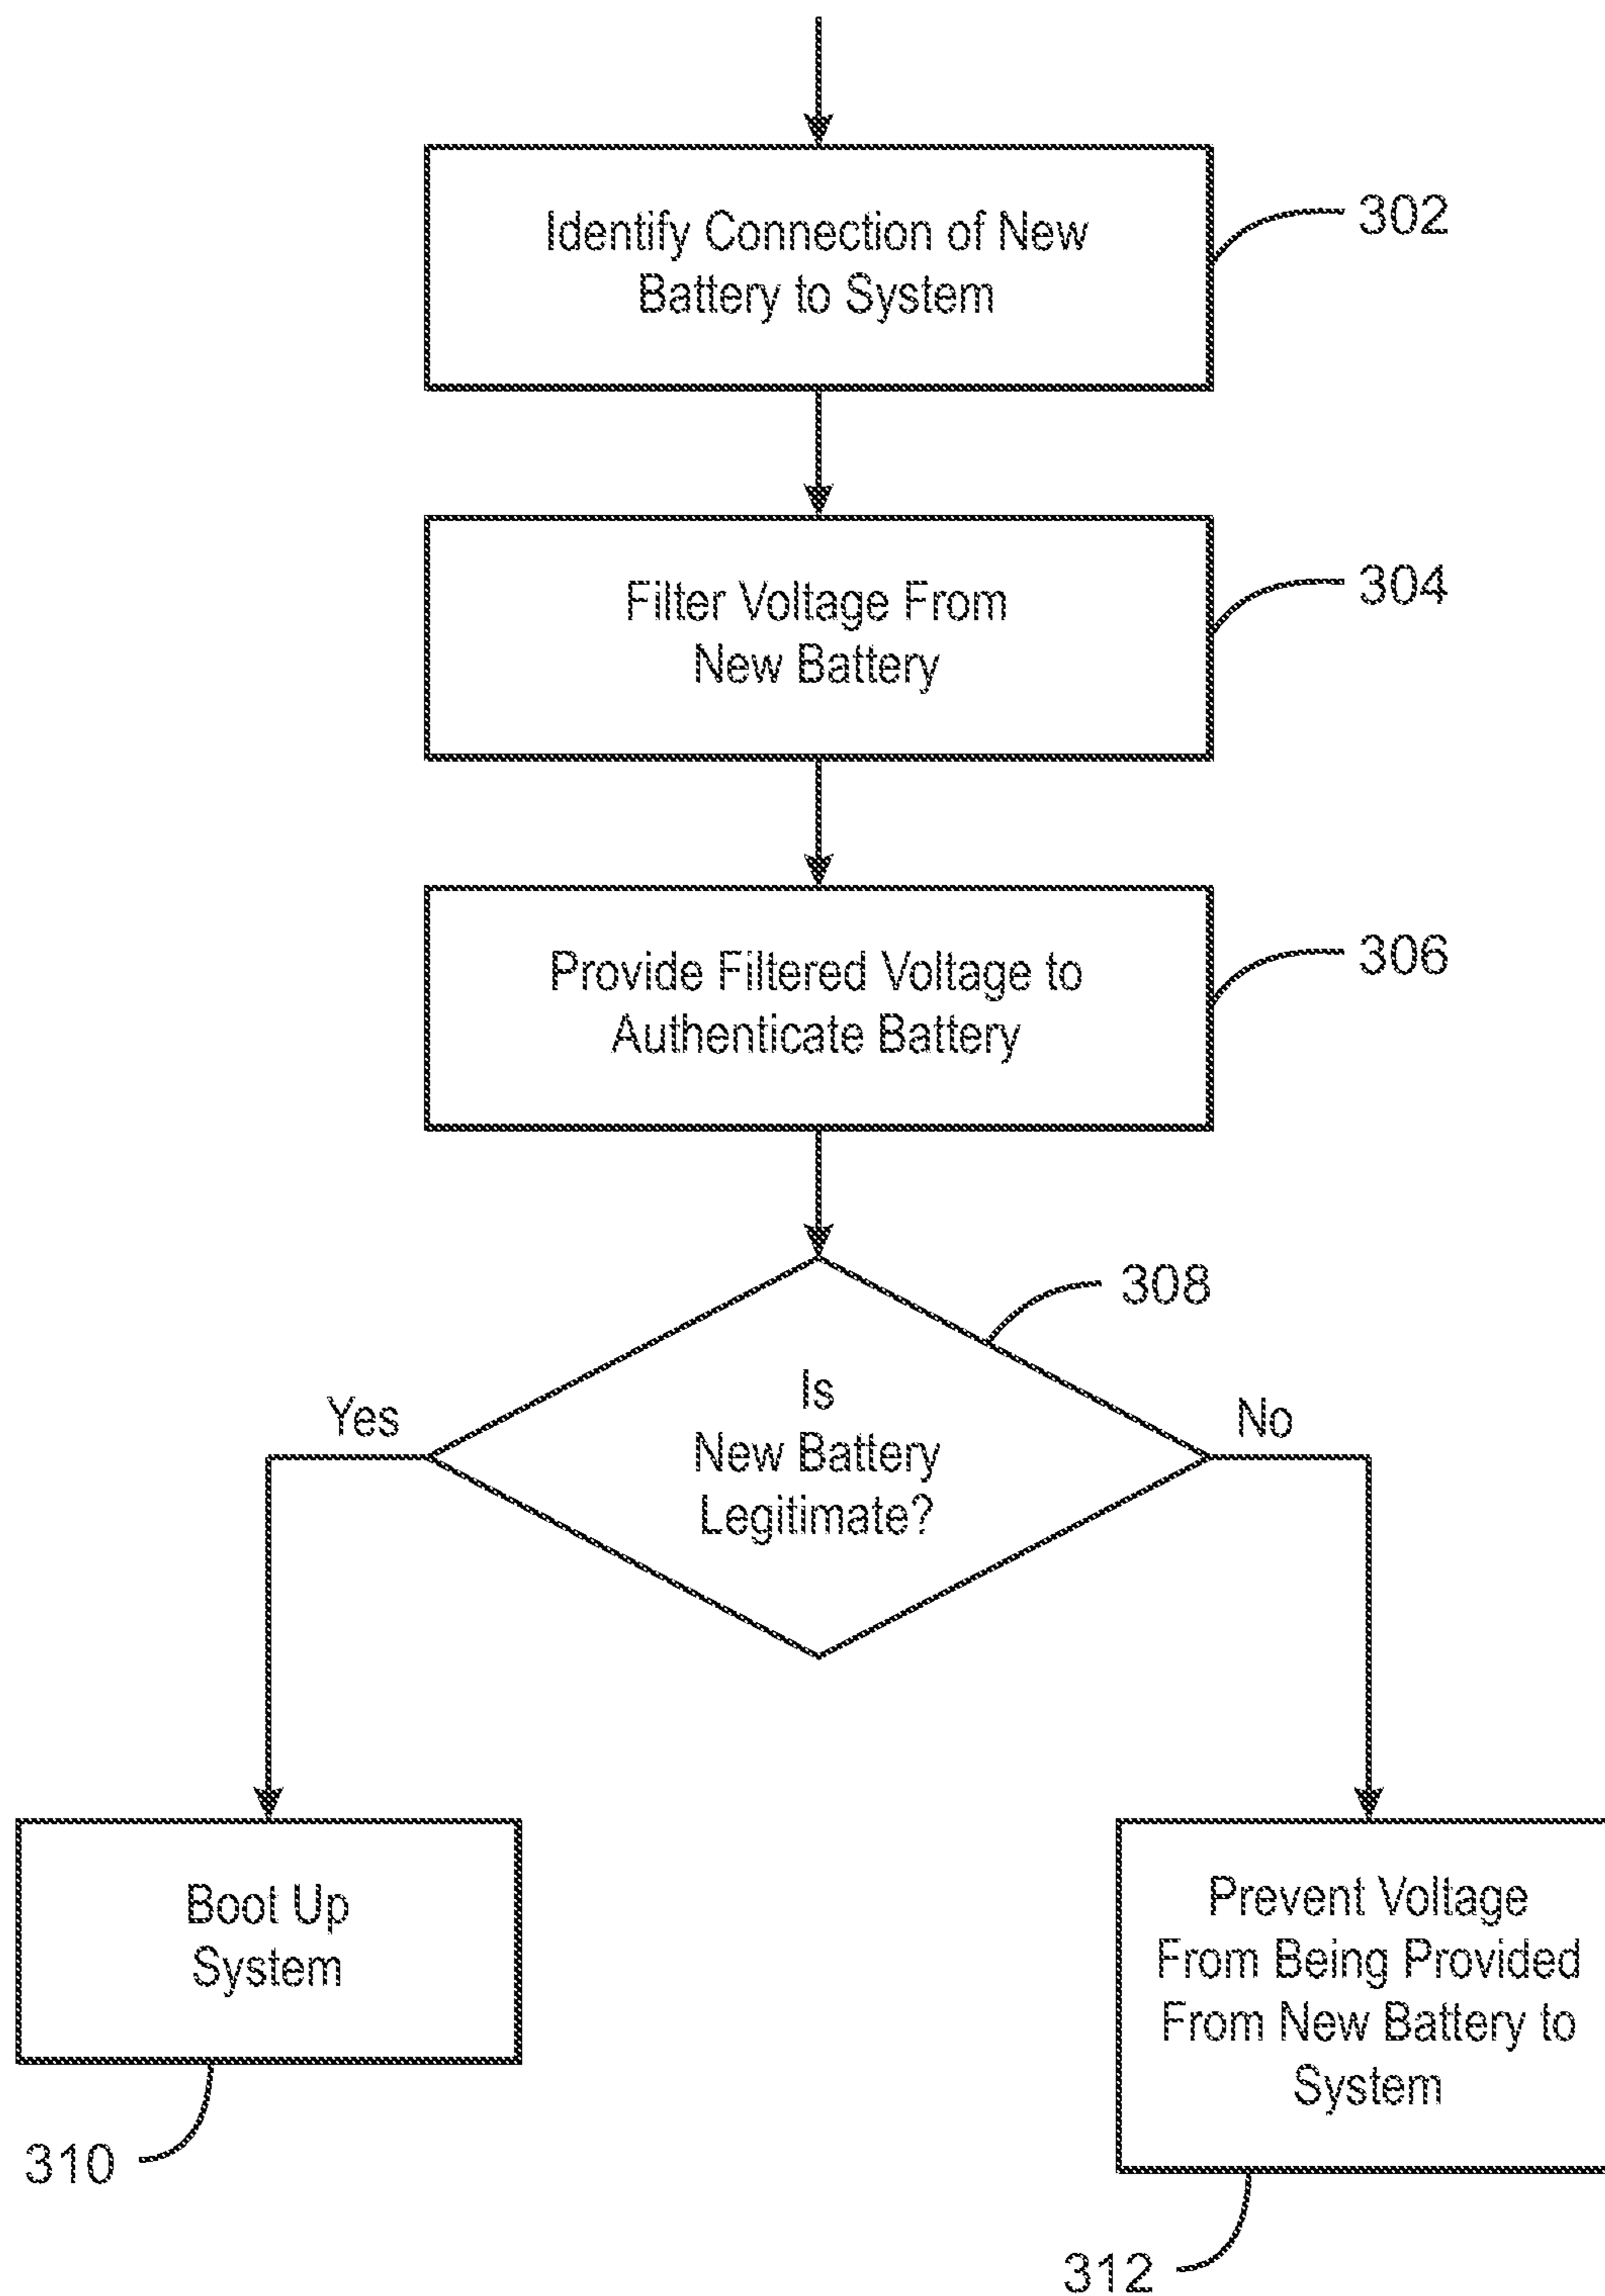 Identify Connection of New
Battery to System
302
Filter Voltage From
New Battery
304
Provide Filtered Voltage to
Authenticate Battery
306
308
Is
New Battery
Legitimate?
Yes
No
Boot Up
System
310
Prevent Voltage
From Being Provided
From New Battery to
System
312